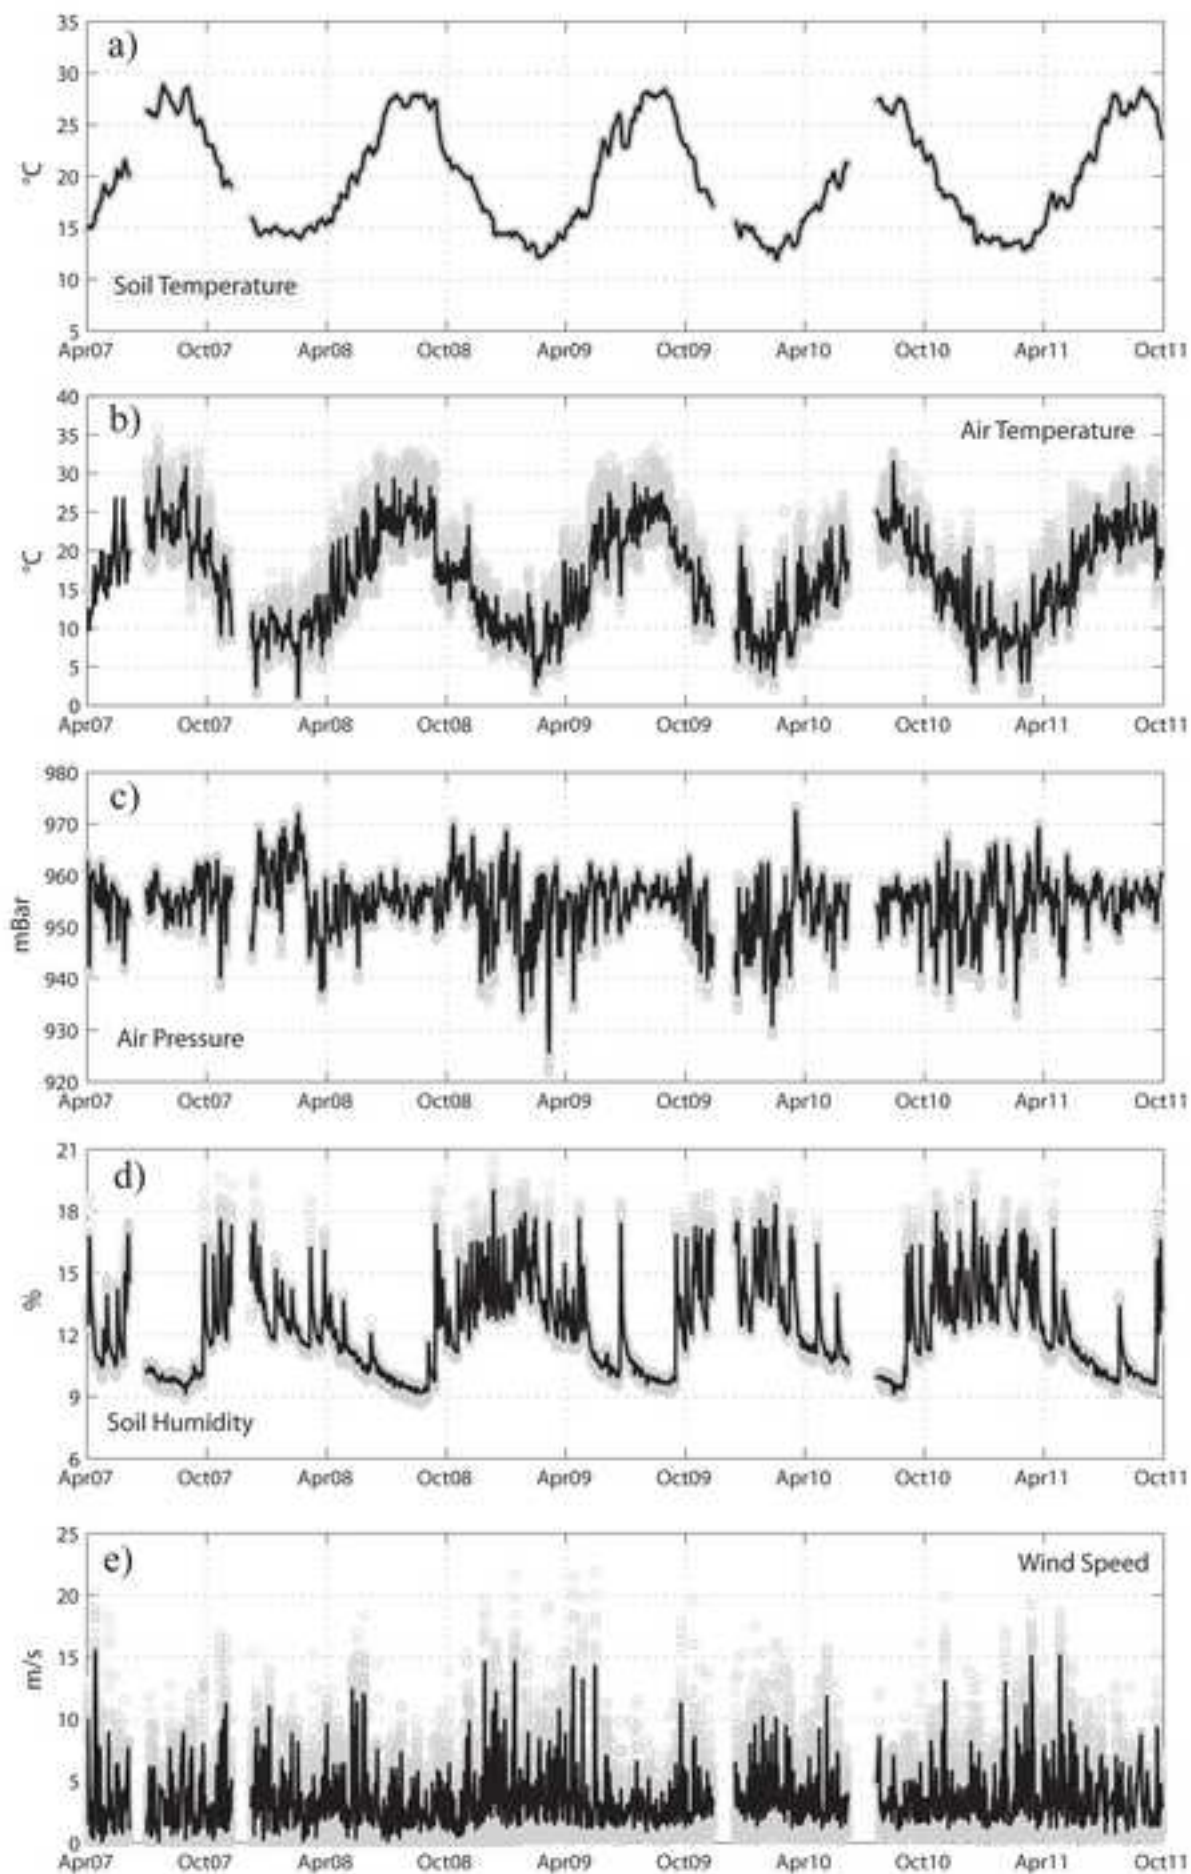 a)
35
30
25
20
15
10
5
°C
Soil Temperature
Apr07 Oct07 Apr08 Oct08 Apr09 Oct09 Apr10 Oct10 Apr11 Oct11
b)
Air Temperature
40
35
30
25
20
15
10
5
0
°C
Apr07 Oct07 Apr08 Oct08 Apr09 Oct09 Apr10 Oct10 Apr11 Oct11
c)
980
970
960
950
940
930
920
mBar
Air Pressure
Apr07 Oct07 Apr08 Oct08 Apr09 Oct09 Apr10 Oct10 Apr11 Oct11
d)
21
18
15
12
9
6
%
Soil Humidity
Apr07 Oct07 Apr08 Oct08 Apr09 Oct09 Apr10 Oct10 Apr11 Oct11
e)
Wind Speed
25
20
15
10
5
0
m/s
Apr07 Oct07 Apr08 Oct08 Apr09 Oct09 Apr10 Oct10 Apr11 Oct11